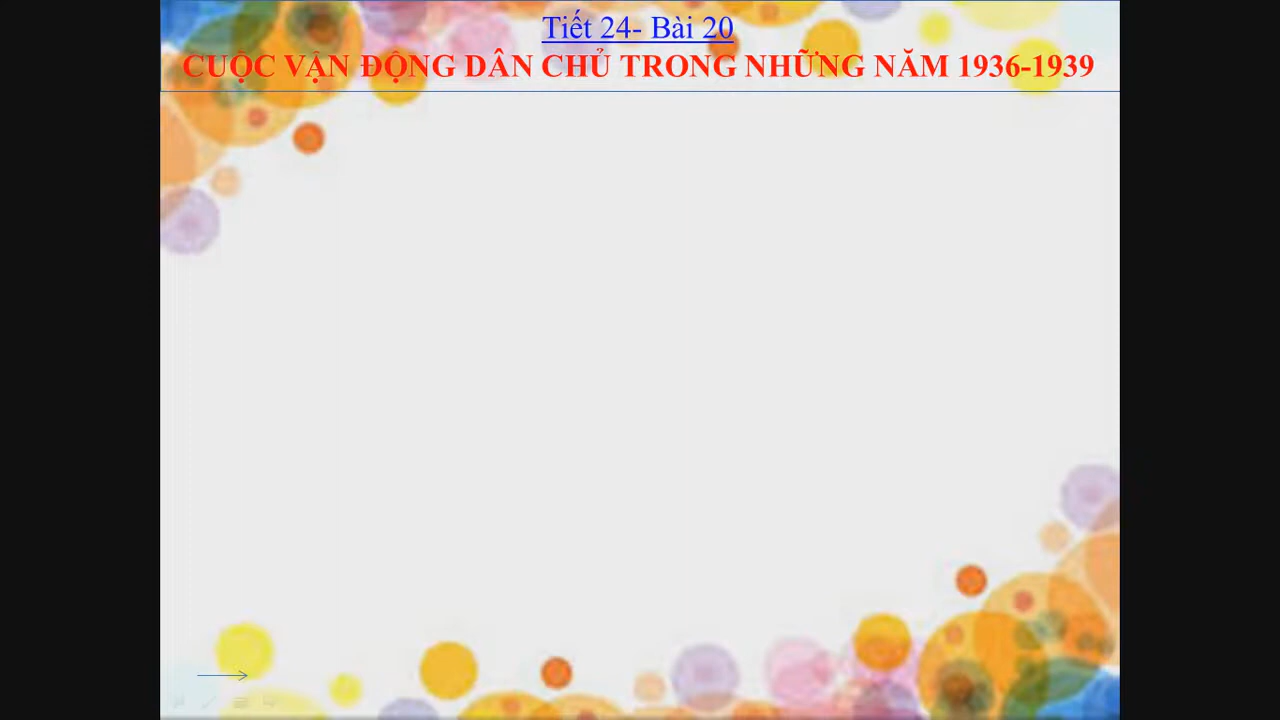 Tiết 24- Bài 20
CUỘC VẬN ĐỘNG DÂN CHỦ TRONG NHỮNG NĂM 1936-1939